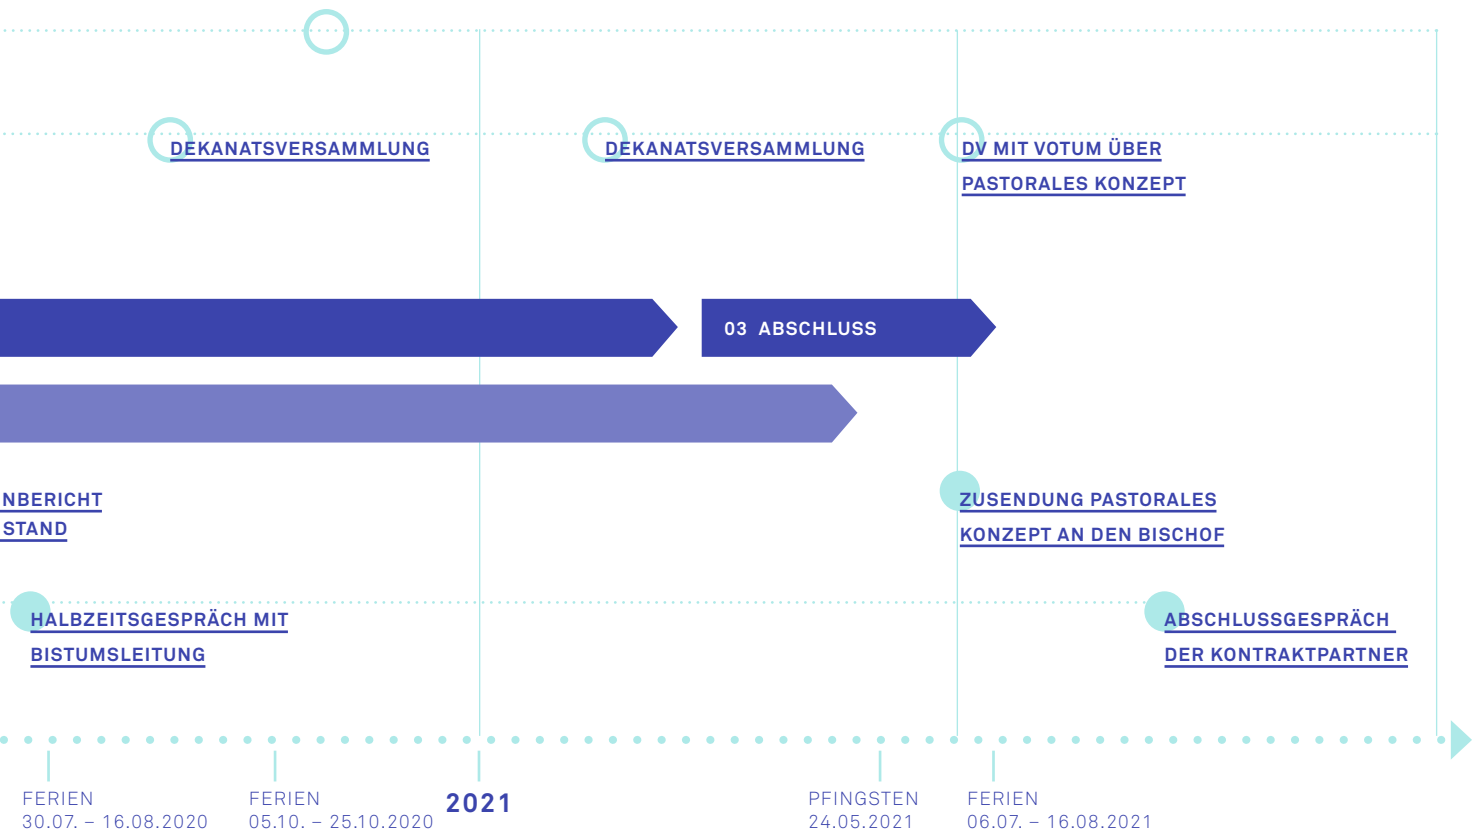 DEKANATSVERSAMMLUNG
DEKANATSVERSAMMLUNG
DV MIT VOTUM ÜBER
PASTORALES KONZEPT
03 ABSCHLUSS
NBERICHT
STAND
ZUSENDUNG PASTORALES
KONZEPT AN DEN BISCHOF
HALBZEITSGESPRÄCH MIT
BISTUMSLEITUNG
ABSCHLUSSGESPRÄCH
DER KONTRAKTPARTNER
FERIEN
30.07. – 16.08.2020
FERIEN
05.10. – 25.10.2020
2021
PFINGSTEN
24.05.2021
FERIEN
06.07. – 16.08.2021